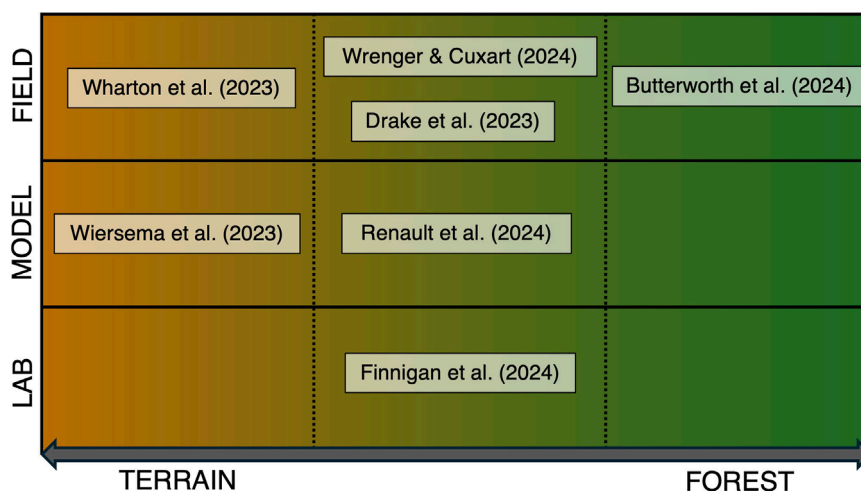 FIELD
Wharton et al. (2023)
Wrenger & Cuxart (2024)
Drake et al. (2023)
Butterworth et al. (2024)
MODEL
Wiersema et al. (2023)
Renault et al. (2024)
LAB
Finnigan et al. (2024)
TERRAIN
FOREST